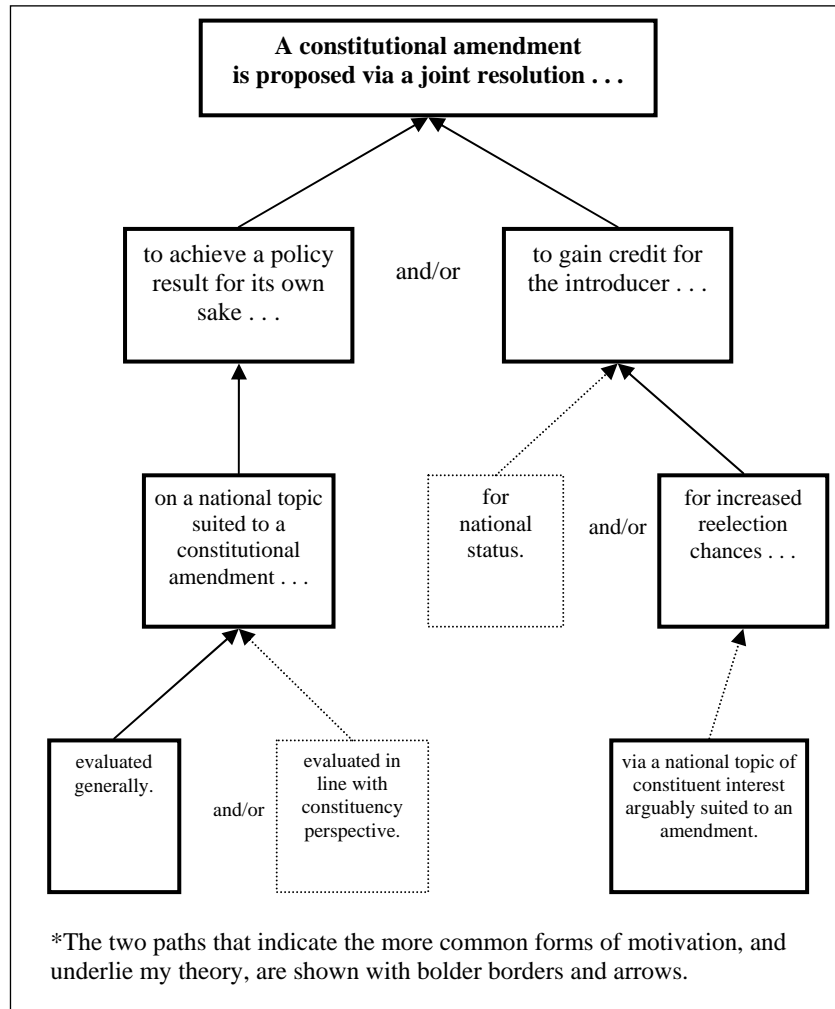 A constitutional amendment
is proposed via a joint resolution . . .
to achieve a policy
result for its own
sake . . .
and/or
to gain credit for
the introducer . . .
on a national topic
suited to a
constitutional
amendment . . .
for
national
status.
and/or
for increased
reelection
chances . . .
evaluated
generally.
and/or
evaluated in
line with
constituency
perspective.
via a national topic of
constituent interest
arguably suited to an
amendment.
*The two paths that indicate the more common forms of motivation, and
underlie my theory, are shown with bolder borders and arrows.